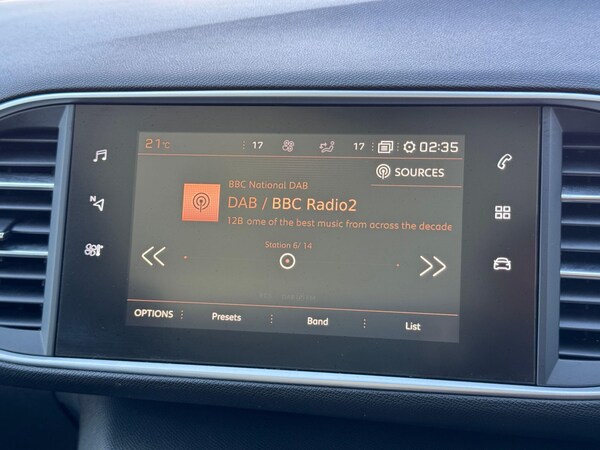 21°C 17 17 02:35
SOURCES
BBC National DAB
DAB / BBC Radio2
12B ame of the best music from across the decade
Station 6/ 14
N
OPTIONS Presets Band List